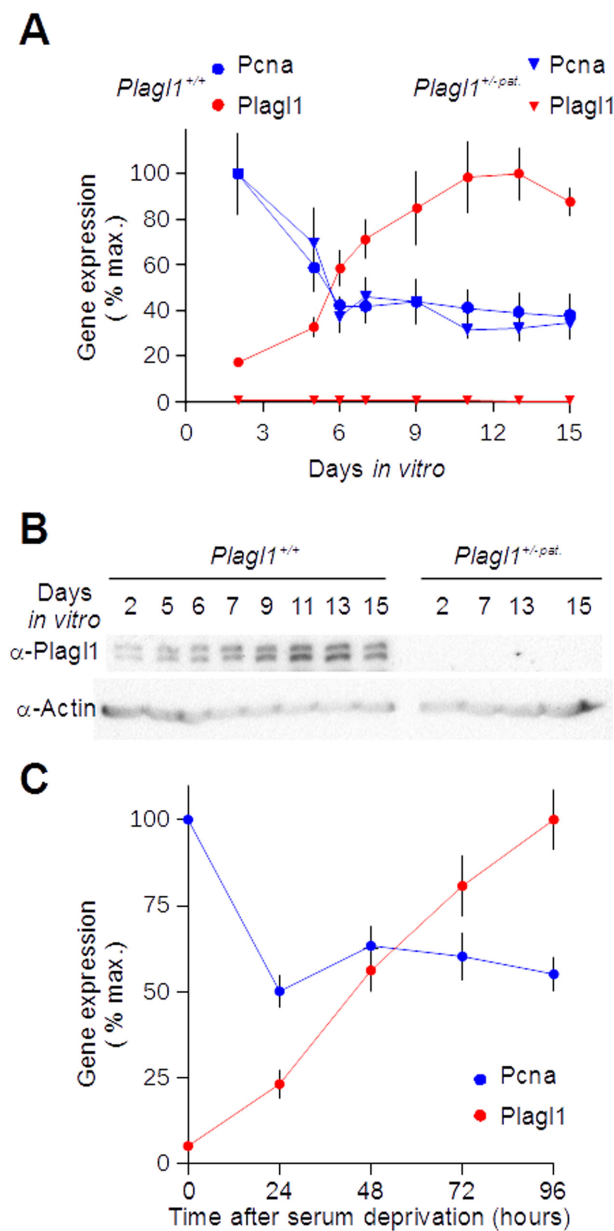 A
Plagl1+/+
Pcna
Plagl1
Plagl1+/-pat.
Pcna
Plagl1
Gene expression
( % max.)
100
80
60
40
20
0
0 3 6 9 12 15
Days in vitro
B
Plagl1+/+ Plagl1+/-pat.
Days
in vitro
2 5 6 7 9 11 13 15 2 7 13 15
α-Plagl1
α-Actin
C
Gene expression
( % max.)
100
75
50
25
0
Pcna
Plagl1
0 24 48 72 96
Time after serum deprivation (hours)